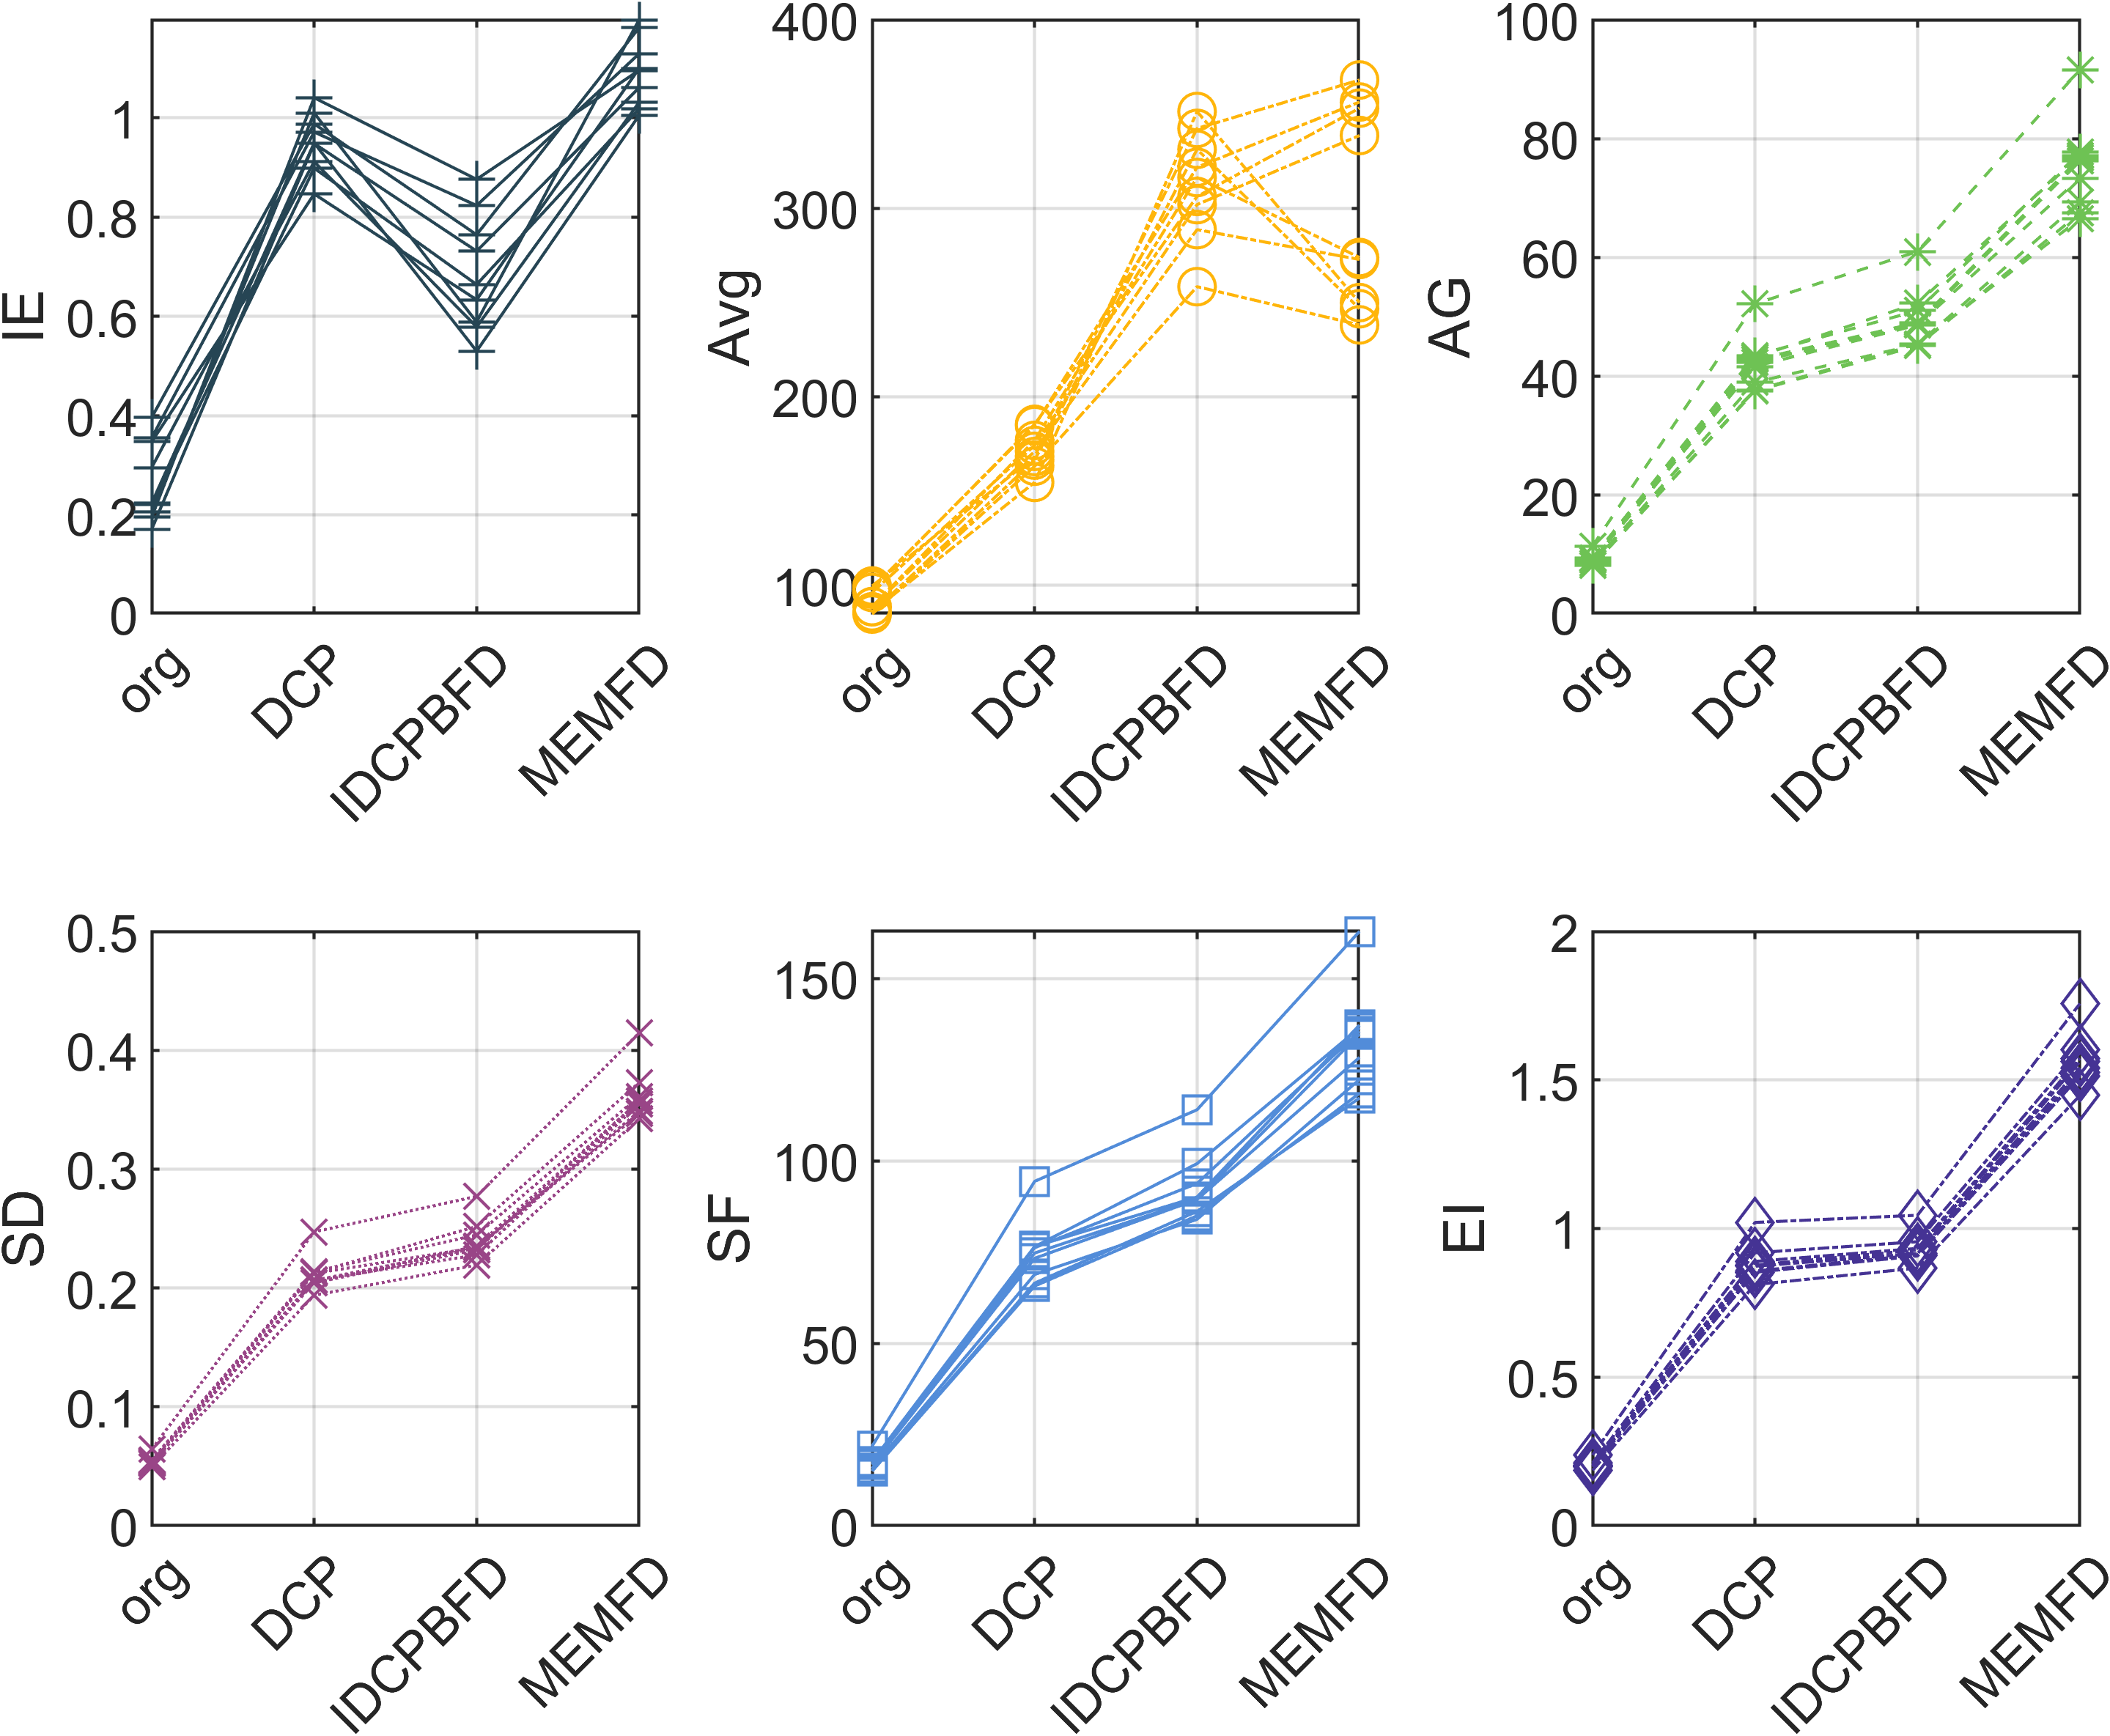 IE
1
0.8
0.6
0.4
0.2
0
org
DCP
IDCPBFD
MEMFD
Avg
400
300
200
100
org
DCP
IDCPBFD
MEMFD
AG
100
80
60
40
20
0
org
DCP
IDCPBFD
MEMFD
SD
0.5
0.4
0.3
0.2
0.1
0
org
DCP
IDCPBFD
MEMFD
SF
150
100
50
0
org
DCP
IDCPBFD
MEMFD
EI
2
1.5
1
0.5
0
org
DCP
IDCPBFD
MEMFD